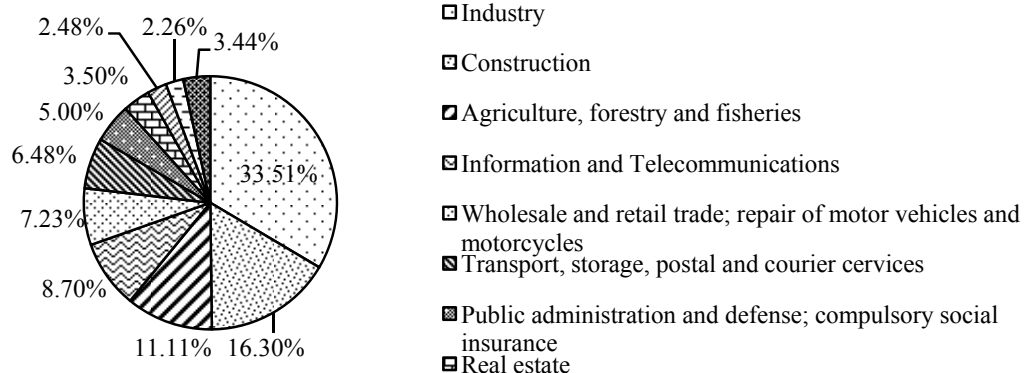 2.48%
2.26%
3.44%
3.50%
5.00%
6.48%
7.23%
8.70%
11.11%
16.30%
33.51%
Industry
Construction
Agriculture, forestry and fisheries
Information and Telecommunications
Wholesale and retail trade; repair of motor vehicles and
motorcycles
Transport, storage, postal and courier cervices
Public administration and defense; compulsory social
insurance
Real estate